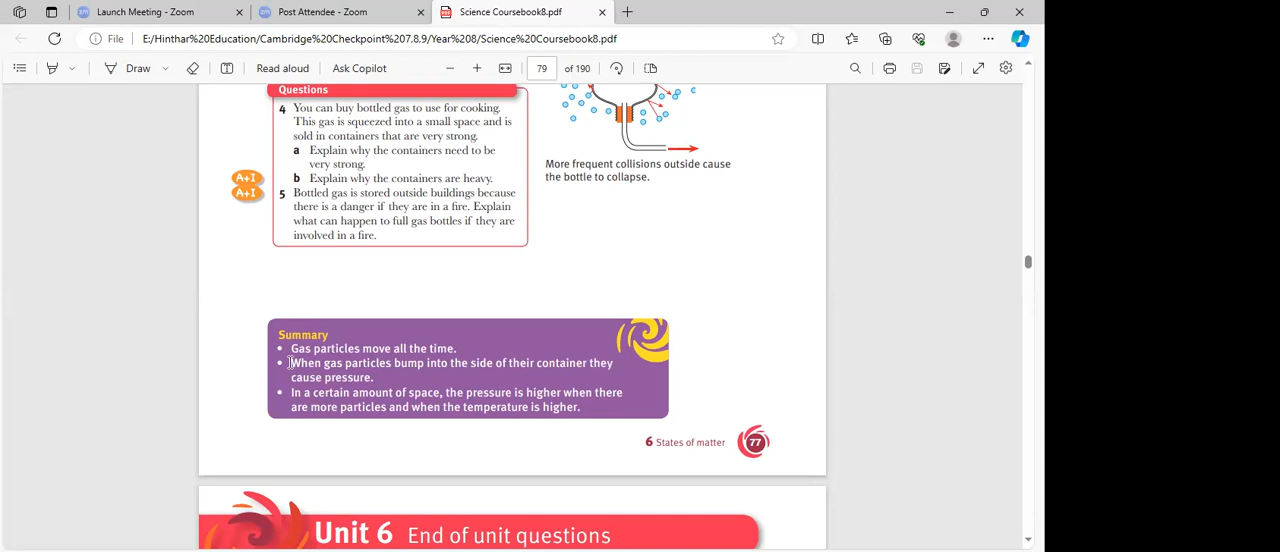 Launch Meeting - Zoom
Post Attendee - Zoom
Science Coursebook8.pdf
File
E:/Hinthar%20Education/Cambridge%20Checkpoint%207,8,9/Year%208/Science%20Coursebook8.pdf
Draw
Read aloud
Ask Copilot
79
of 190
Questions
4 You can buy bottled gas to use for cooking.
This gas is squeezed into a small space and is
sold in containers that are very strong.
a Explain why the containers need to be
very strong.
b Explain why the containers are heavy.
A+I
A+I
5 Bottled gas is stored outside buildings because
there is a danger if they are in a fire. Explain
what can happen to full gas bottles if they are
involved in a fire.
More frequent collisions outside cause
the bottle to collapse.
Summary
• Gas particles move all the time.
• When gas particles bump into the side of their container they
cause pressure.
• In a certain amount of space, the pressure is higher when there
are more particles and when the temperature is higher.
6 States of matter
77
Unit 6 End of unit questions